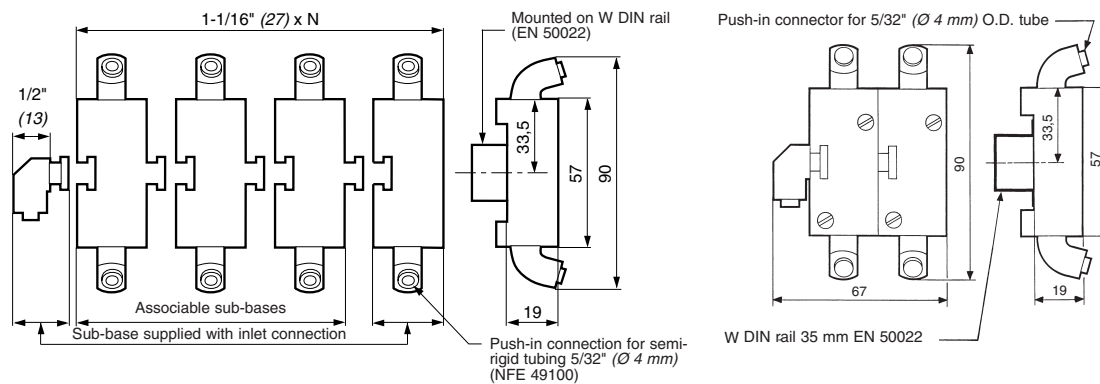 1-1/16" (27) x N
Mounted on W DIN rail
(EN 50022)
1/2"
(13)
33,5
57
90
19
Associable sub-bases
Sub-base supplied with inlet connection
Push-in connection for semi-
rigid tubing 5/32" (Ø 4 mm)
(NFE 49100)
Push-in connector for 5/32" (Ø 4 mm) O.D. tube
90
67
33,5
57
19
W DIN rail 35 mm EN 50022